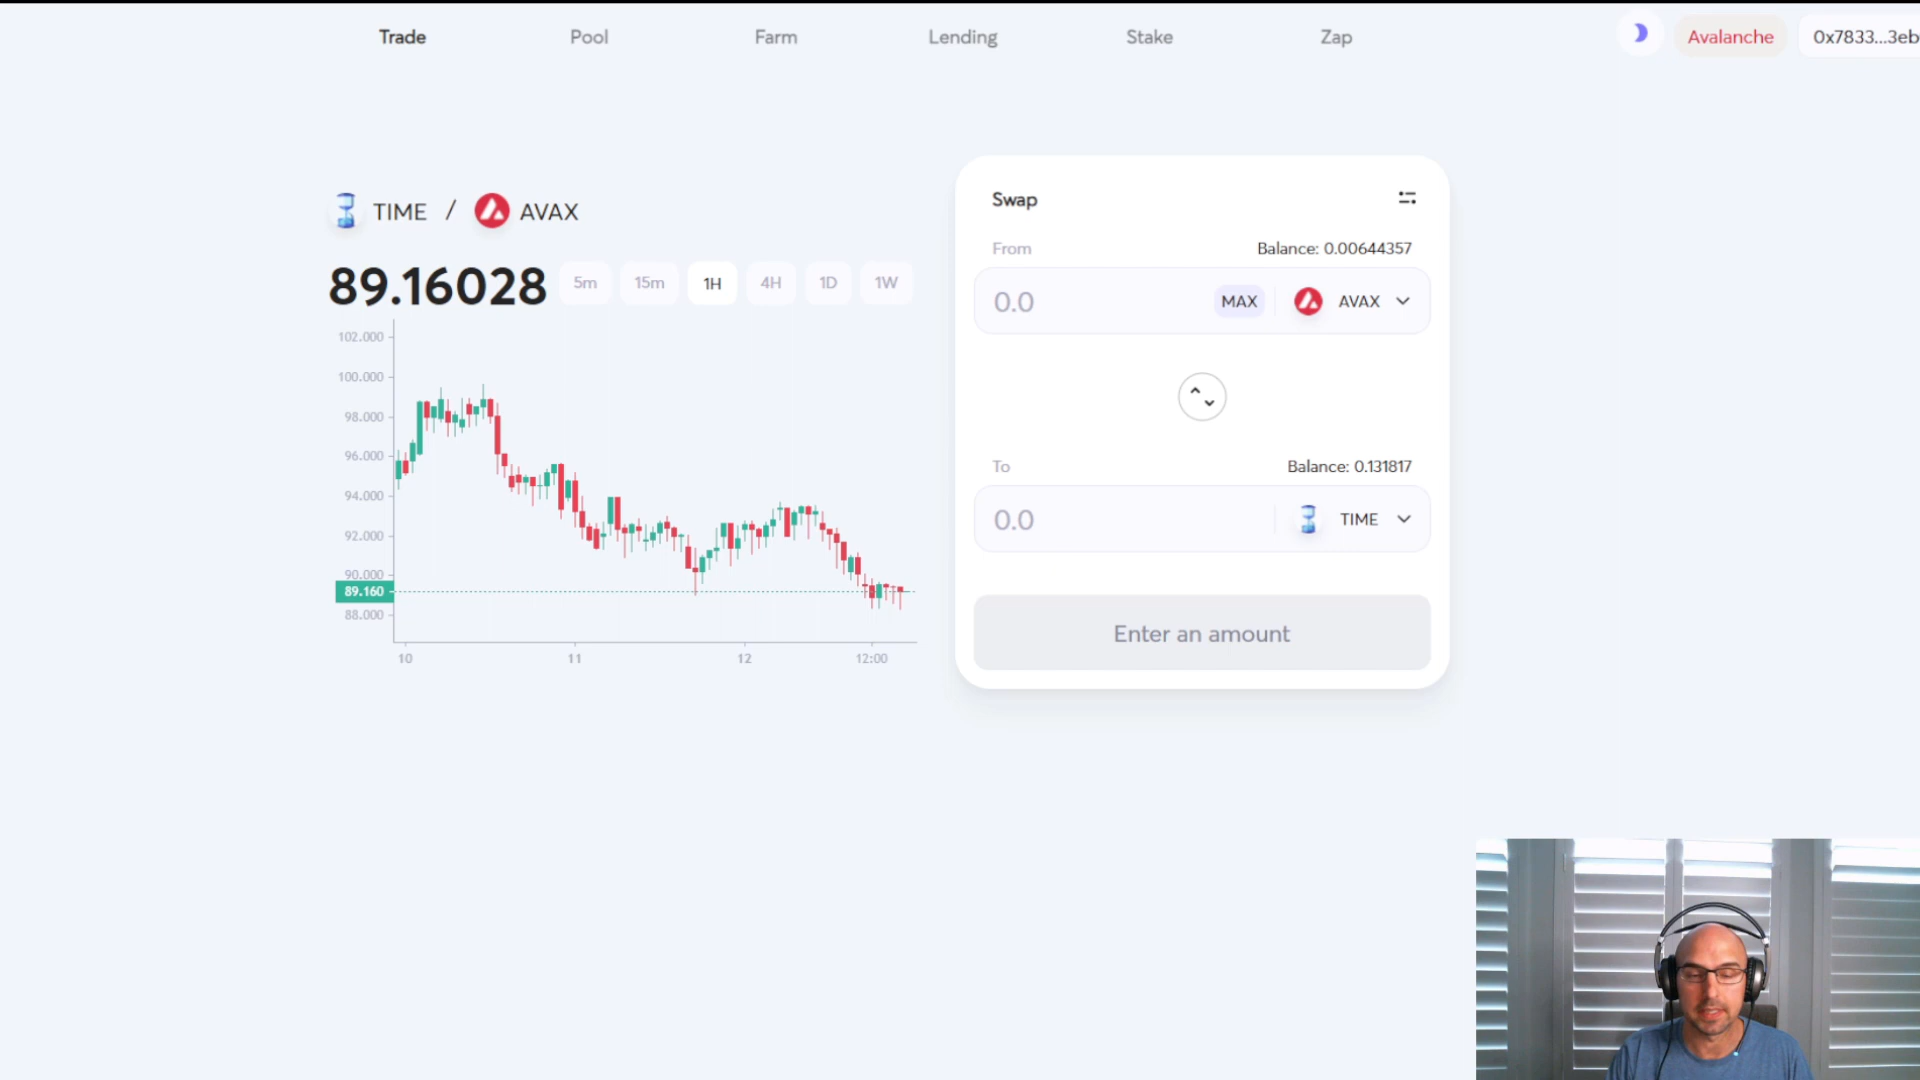 Trade Pool Farm Lending Stake Zap Avalanche 0x7833...3eb
TIME / AVAX
89.16028 5m 15m 1H 4H 1D 1W
102.000
100.000
98.000
96.000
94.000
92.000
90.000
89.160
88.000
10 11 12 12:00
Swap
From Balance: 0.00644357
0.0 MAX AVAX
To Balance: 0.131817
0.0 TIME
Enter an amount